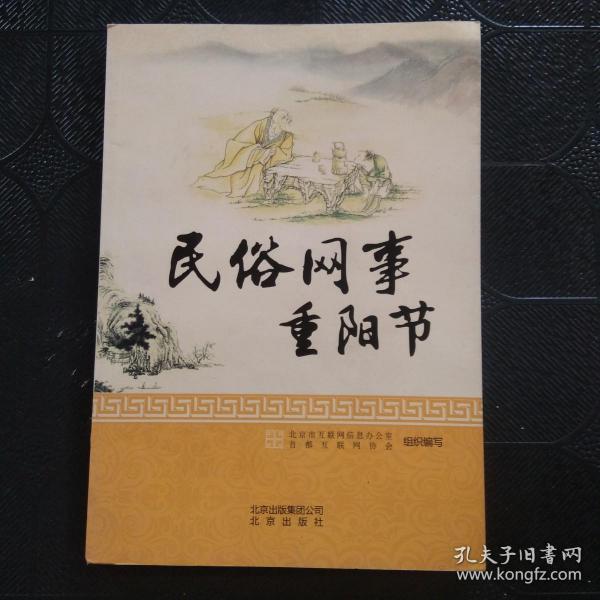 民俗网事
重阳节
北京市互联网信息办公室
首都互联网协会
组织编写
北京出版集团公司
北京出版社
孔夫子旧书网
www.kongfz.com